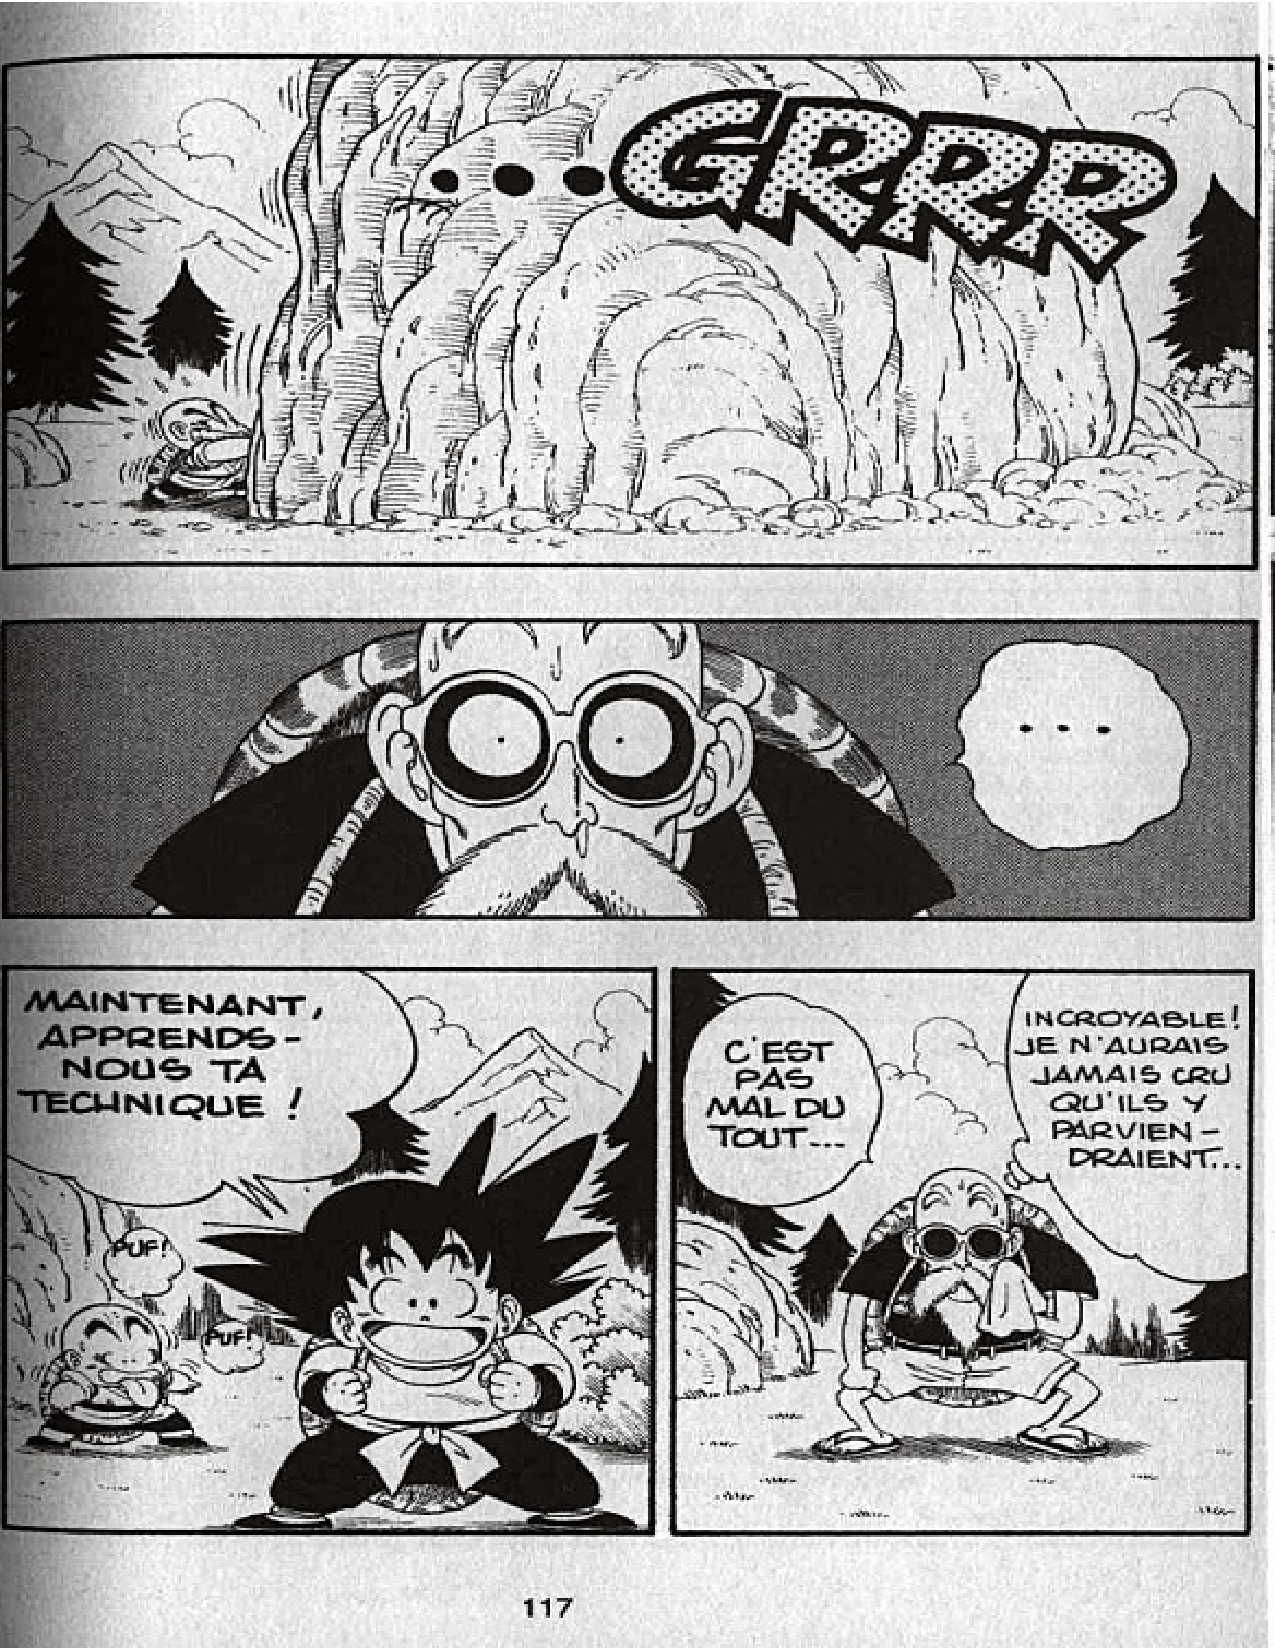 ...GRRR
...
INCROYABLE !
JE N'AURAIS
JAMAIS CRU
QU'ILS Y
PARVIEN-
DRAIENT...
C'EST
PAS
MAL DU
TOUT...
MAINTENANT,
APPRENDS-
NOUS TA
TECHNIQUE !
PUF!
PUF!
117